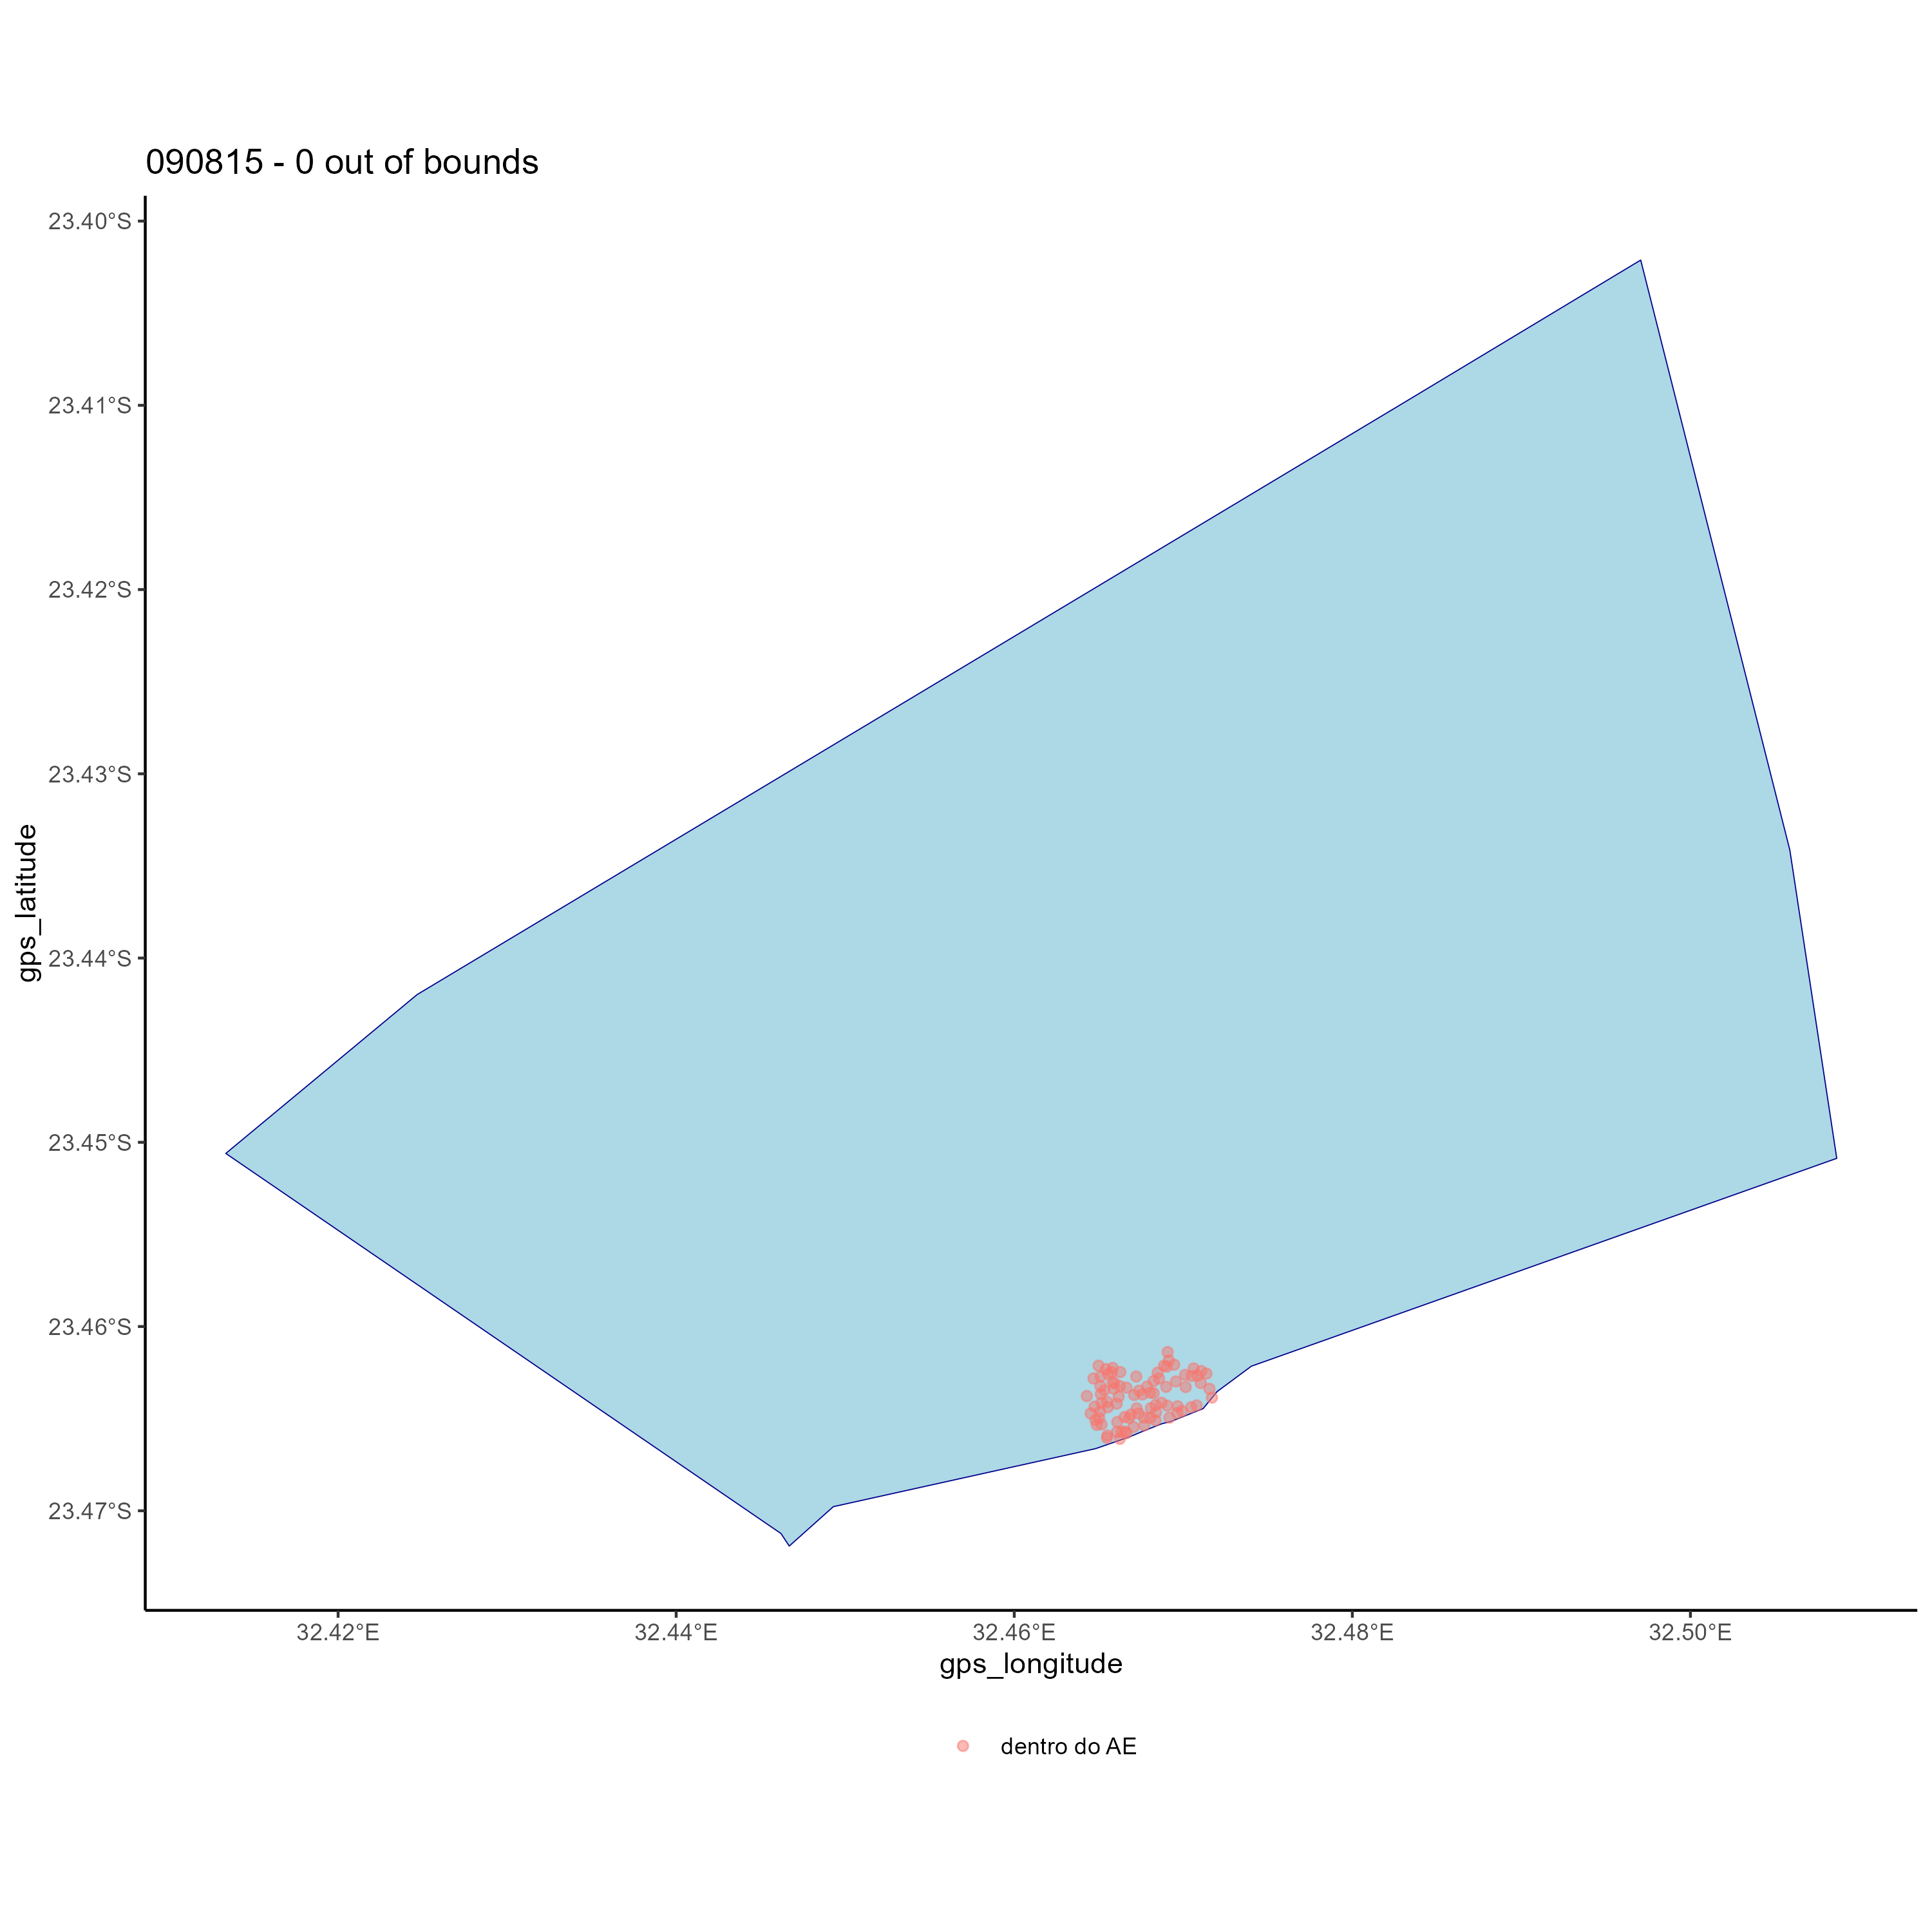 090815 - 0 out of bounds
23.40°S
23.41°S
23.42°S
23.43°S
23.44°S
23.45°S
23.46°S
23.47°S
gps_latitude
32.42°E 32.44°E 32.46°E 32.48°E 32.50°E
gps_longitude
dentro do AE